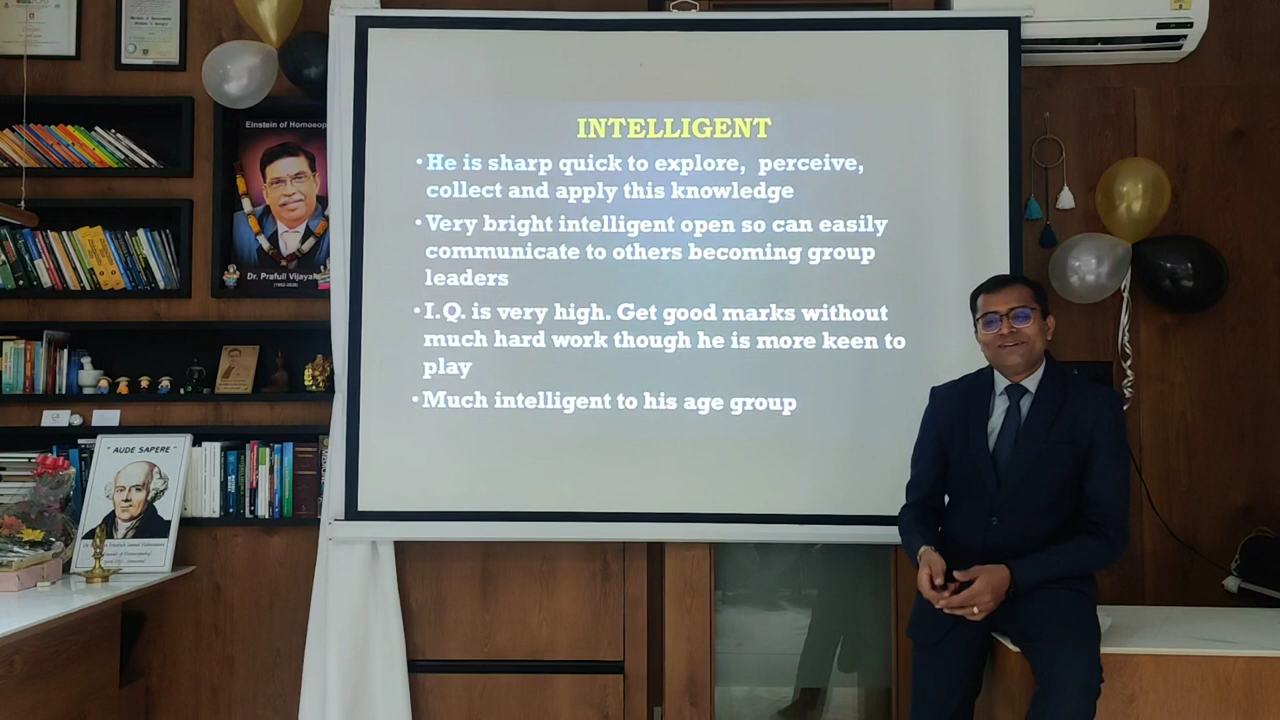 INTELLIGENT
•He is sharp quick to explore, perceive,
collect and apply this knowledge
•Very bright intelligent open so can easily
communicate to others becoming group
leaders
•I.Q. is very high. Get good marks without
much hard work though he is more keen to
play
•Much intelligent to his age group
Einstein of Homoeop
Dr. Prafull Vijayak
" AUDE SAPERE "